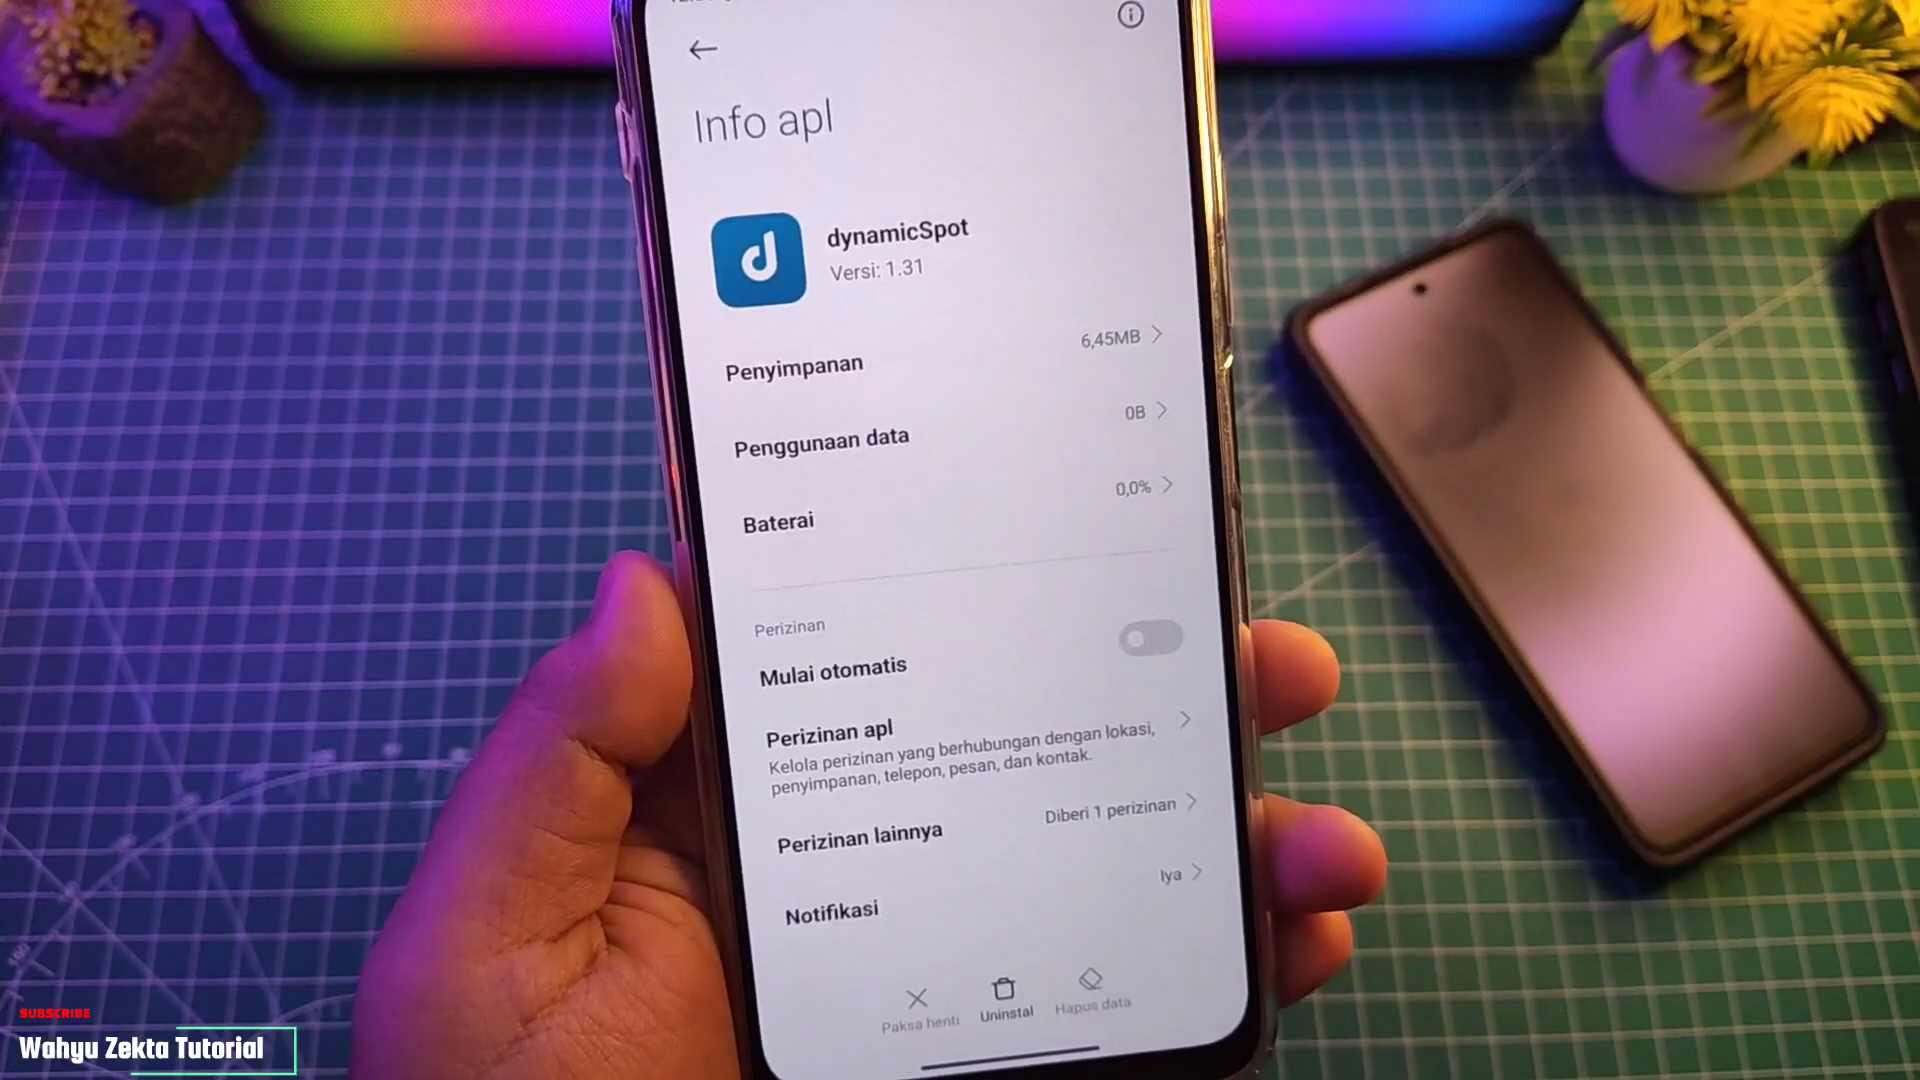 Info apl
dynamicSpot
Versi: 1.31
Penyimpanan
6,45MB
Penggunaan data
0B
Baterai
0,0%
Perizinan
Mulai otomatis
Perizinan apl
Kelola perizinan yang berhubungan dengan lokasi,
penyimpanan, telepon, pesan, dan kontak.
Perizinan lainnya
Diberi 1 perizinan
Notifikasi
Iya
Paksa henti
Uninstal
Hapus data
SUBSCRIBE
Wahyu Zekta Tutorial